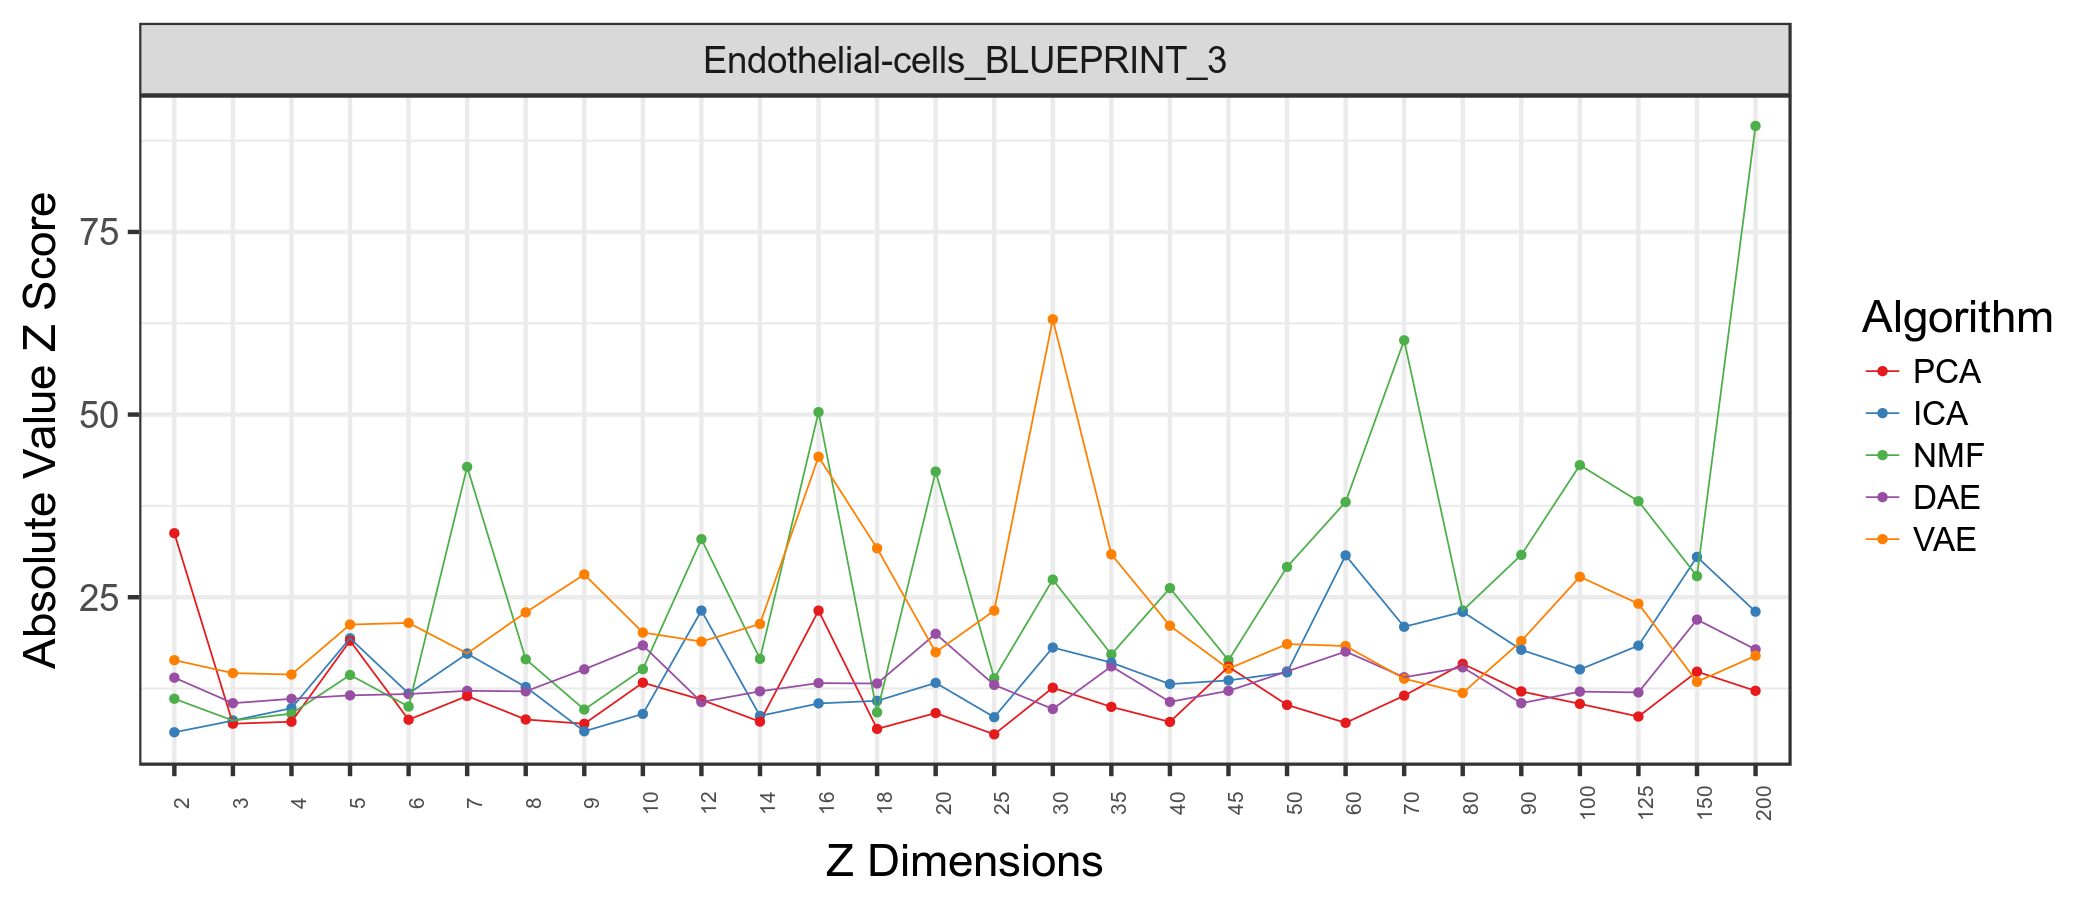 Endothelial-cells_BLUEPRINT_3
Absolute Value Z Score
75
50
25
2 3 4 5 6 7 8 9 10 12 14 16 18 20 25 30 35 40 45 50 60 70 80 90 100 125 150 200
Z Dimensions
Algorithm
PCA
ICA
NMF
DAE
VAE